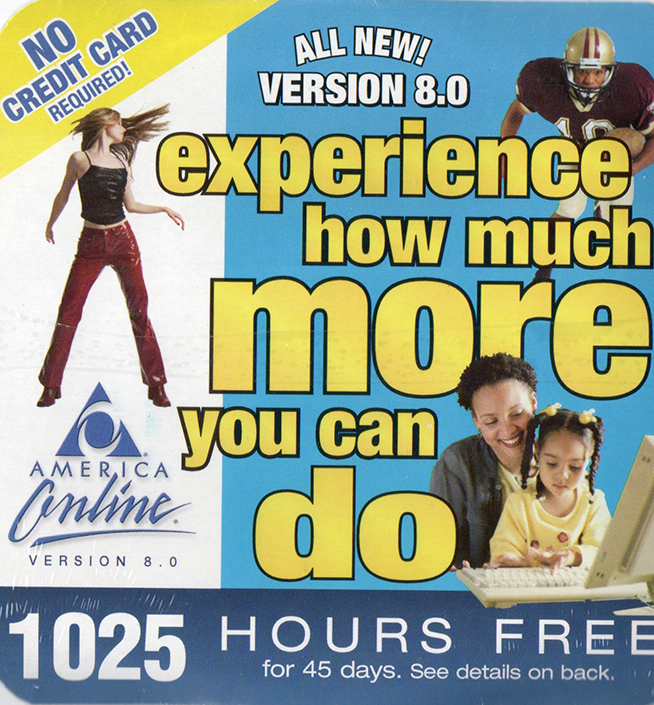 NO
CREDIT CARD
REQUIRED!
ALL NEW!
VERSION 8.0
experience
how much
more
you can
do
AMERICA
Online®
VERSION 8.0
1025 HOURS FREE
for 45 days. See details on back.